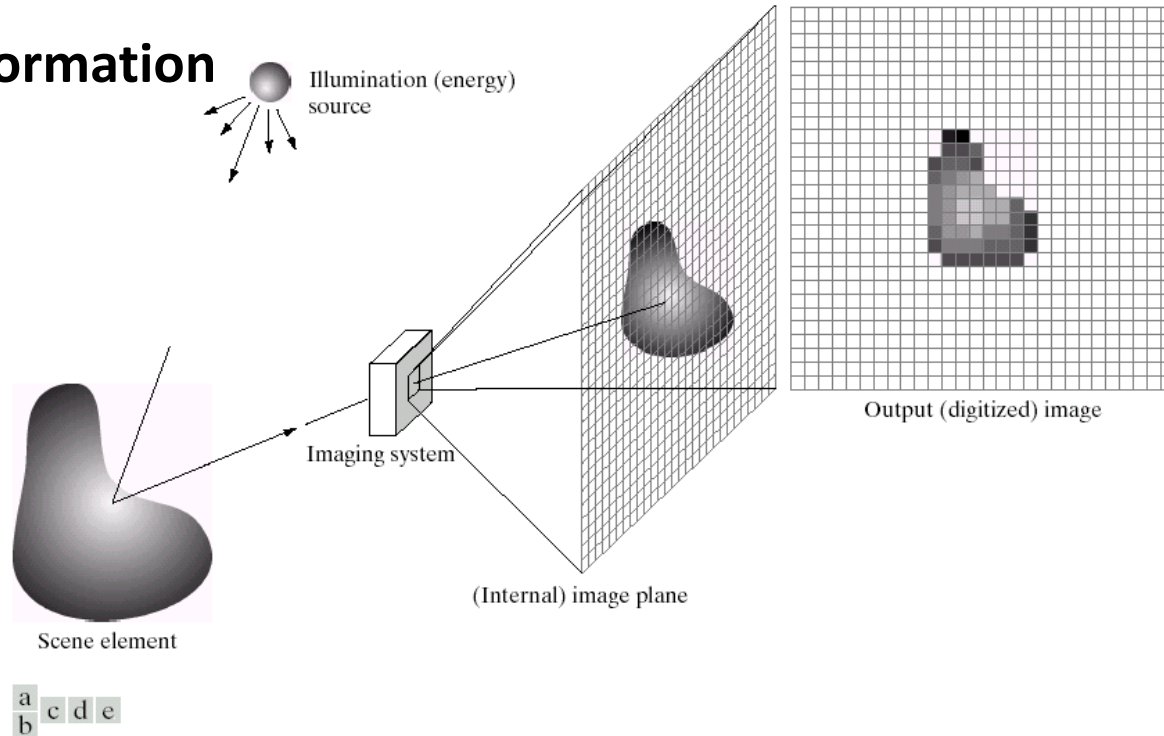 ormation
Illumination (energy)
source
Output (digitized) image
Imaging system
(Internal) image plane
Scene element
a
b
c d e